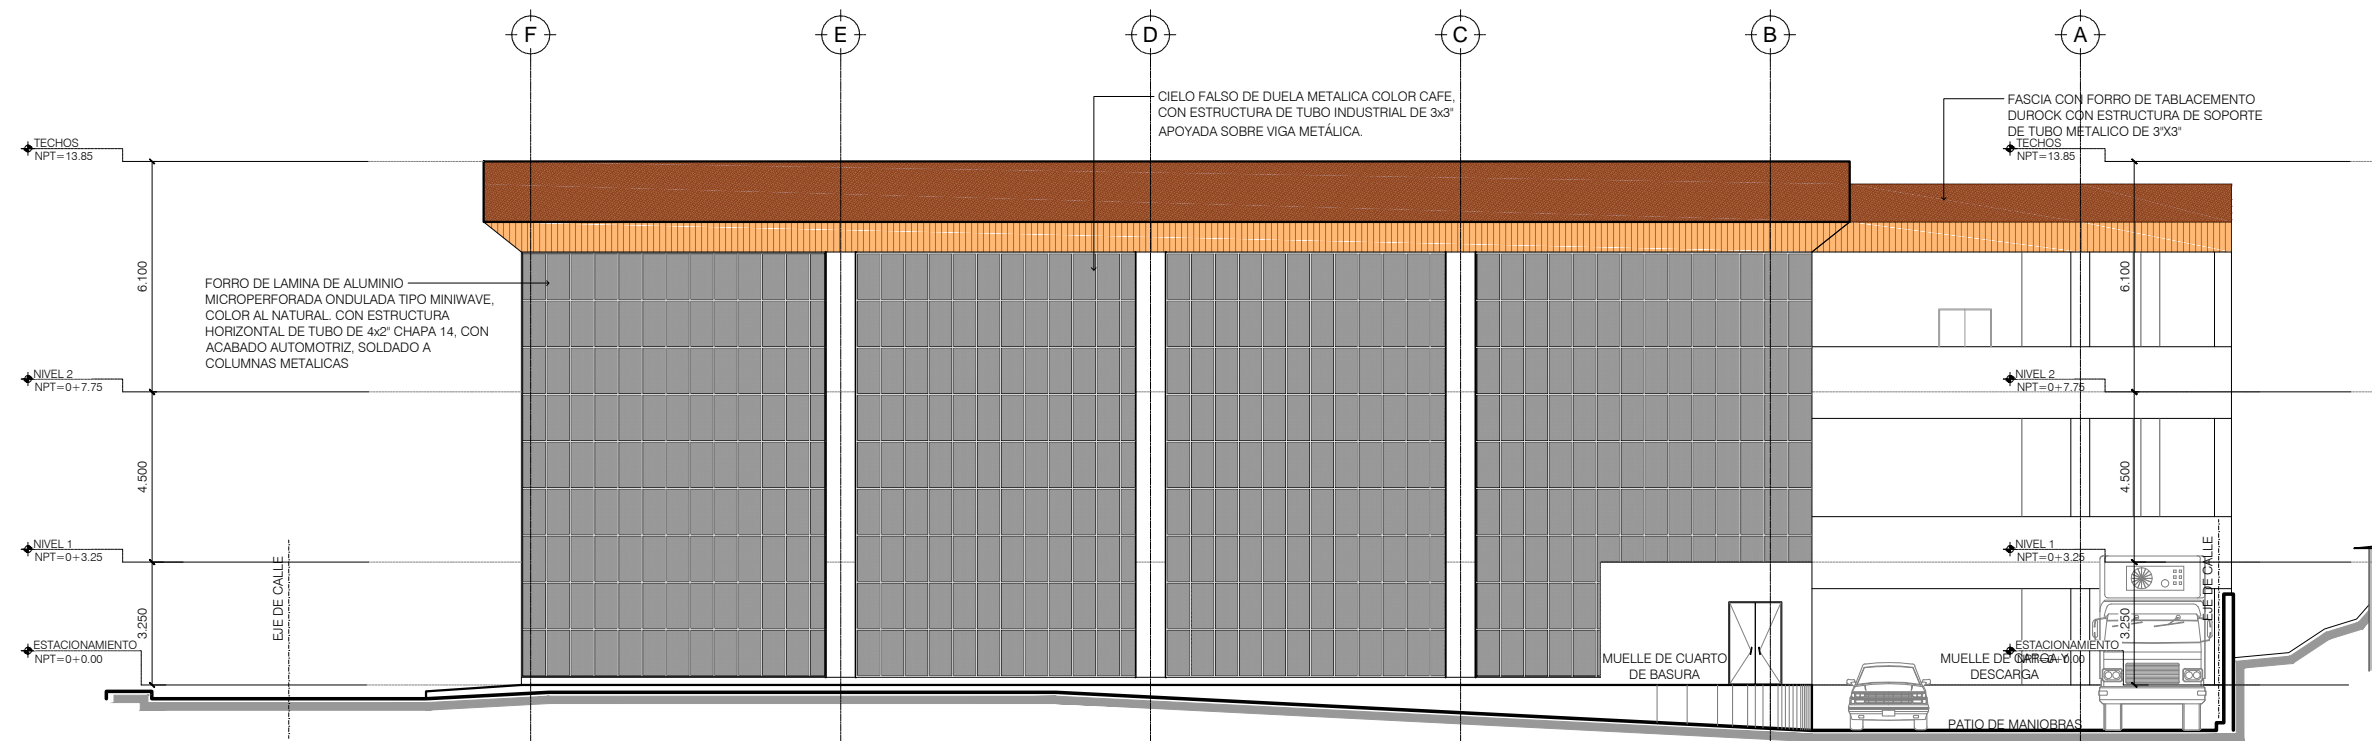 F
E
D
C
B
A
CIELO FALSO DE DUELA METALICA COLOR CAFE,
CON ESTRUCTURA DE TUBO INDUSTRIAL DE 3x3"
APOYADA SOBRE VIGA METÁLICA.
FASCIA CON FORRO DE TABLACEMENTO
DUROCK CON ESTRUCTURA DE SOPORTE
DE TUBO METALICO DE 3"X3"
TECHOS
NPT=13.85
TECHOS
NPT=13.85
6.100
6.100
FORRO DE LAMINA DE ALUMINIO
MICROPERFORADA ONDULADA TIPO MINIWAVE,
COLOR AL NATURAL. CON ESTRUCTURA
HORIZONTAL DE TUBO DE 4x2" CHAPA 14, CON
ACABADO AUTOMOTRIZ, SOLDADO A
COLUMNAS METALICAS
NIVEL 2
NPT=0+7.75
NIVEL 2
NPT=0+7.75
4.500
4.500
NIVEL 1
NPT=0+3.25
NIVEL 1
NPT=0+3.25
EJE DE CALLE
EJE DE CALLE
3.250
3.250
ESTACIONAMIENTO
NPT=0+0.00
ESTACIONAMIENTO
NPT=0+0.00
MUELLE DE CUARTO
DE BASURA
MUELLE DE CARGA Y
DESCARGA
PATIO DE MANIOBRAS